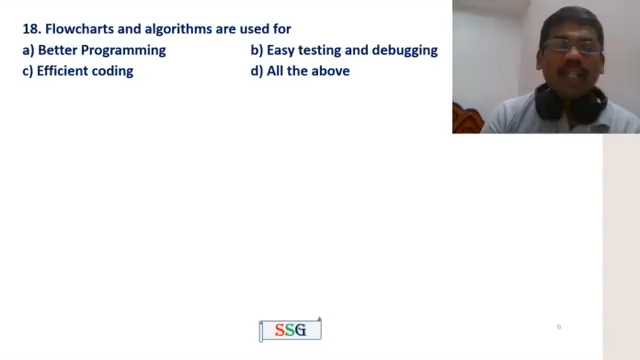 18. Flowcharts and algorithms are used for
a) Better Programming b) Easy testing and debugging
c) Efficient coding d) All the above
SSG
6